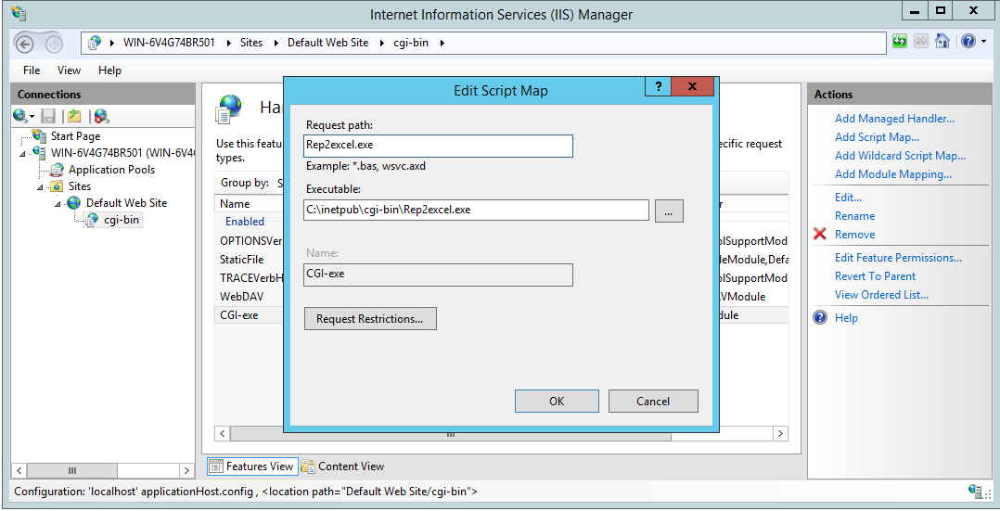 Internet Information Services (IIS) Manager
WIN-6V4G74BR501 Sites Default Web Site cgi-bin
File View Help
Connections
Start Page
WIN-6V4G74BR501 (WIN-6V4
Application Pools
Sites
Default Web Site
cgi-bin
Ha
Use this featu
ecific request
types.
Group by: S
Name
r
Enabled
OPTIONSVer
olSupportMod
StaticFile
leModule,Defa
TRACEVerbH
olSupportMod
WebDAV
AVModule
CGI-exe
dule
Edit Script Map
? X
Request path:
Rep2excel.exe
Example: *.bas, wsvc.axd
Executable:
C:\inetpub\cgi-bin\Rep2excel.exe
...
Name:
CGI-exe
Request Restrictions...
OK
Cancel
Features View
Content View
Actions
Add Managed Handler...
Add Script Map...
Add Wildcard Script Map...
Add Module Mapping...
Edit...
Rename
Remove
Edit Feature Permissions...
Revert To Parent
View Ordered List...
Help
Configuration: 'localhost' applicationHost.config , <location path="Default Web Site/cgi-bin">